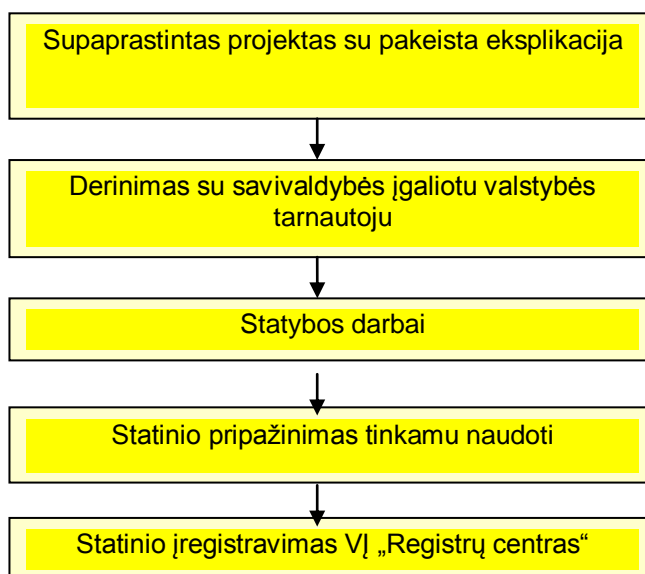 Supaprastintas projektas su pakeista eksplikacija
Derinimas su savivaldybės įgaliotu valstybės
tarnautoju
Statybos darbai
Statinio pripažinimas tinkamu naudoti
Statinio įregistravimas VĮ „Registrų centras“